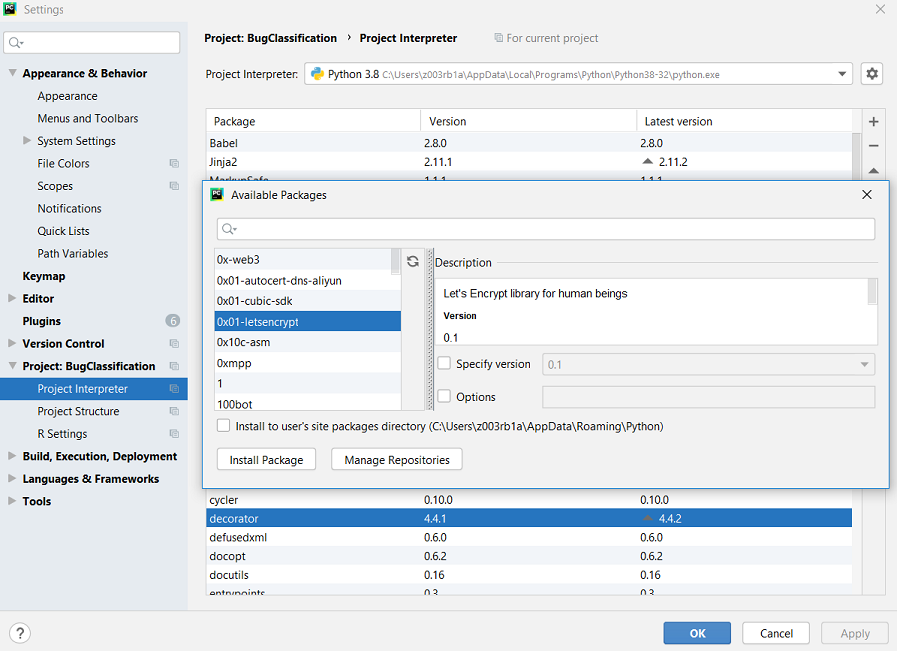 Settings
Appearance & Behavior
Appearance
Menus and Toolbars
System Settings
File Colors
Scopes
Notifications
Quick Lists
Path Variables
Keymap
Editor
Plugins 6
Version Control
Project: BugClassification
Project Interpreter
Project Structure
R Settings
Build, Execution, Deployment
Languages & Frameworks
Tools
Project: BugClassification › Project Interpreter For current project
Project Interpreter: Python 3.8 C:\Users\z003rb1a\AppData\Local\Programs\Python\Python38-32\python.exe
Package Version Latest version
Babel 2.8.0 2.8.0
Jinja2 2.11.1 2.11.2
MarkupSafe 1.1.1 1.1.1
Available Packages
0x-web3
0x01-autocert-dns-aliyun
0x01-cubic-sdk
0x01-letsencrypt
0x10c-asm
0xmpp
1
100bot
Description
Let's Encrypt library for human beings
Version
0.1
Specify version 0.1
Options
Install to user's site packages directory (C:\Users\z003rb1a\AppData\Roaming\Python)
Install Package Manage Repositories
cycler 0.10.0 0.10.0
decorator 4.4.1 4.4.2
defusedxml 0.6.0 0.6.0
docopt 0.6.2 0.6.2
docutils 0.16 0.16
entrypoints 0.3 0.3
? OK Cancel Apply